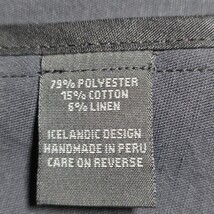 79% POLYESTER
15% COTTON
6% LINEN
ICELANDIC DESIGN
HANDMADE IN PERU
CARE ON REVERSE